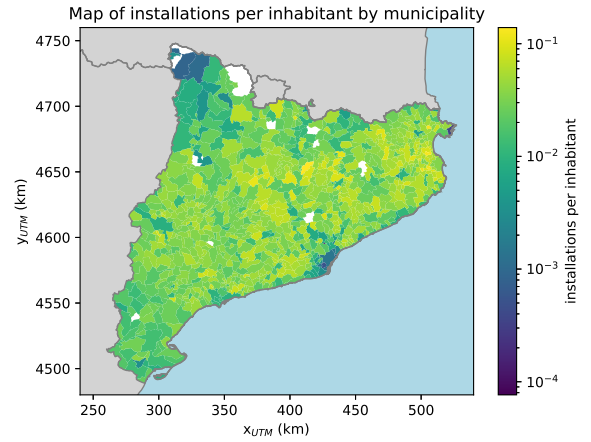 Map of installations per inhabitant by municipality
4750
4700
4650
4600
4550
4500
y_UTM (km)
250 300 350 400 450 500
x_UTM (km)
10⁻¹
10⁻²
10⁻³
10⁻⁴
installations per inhabitant